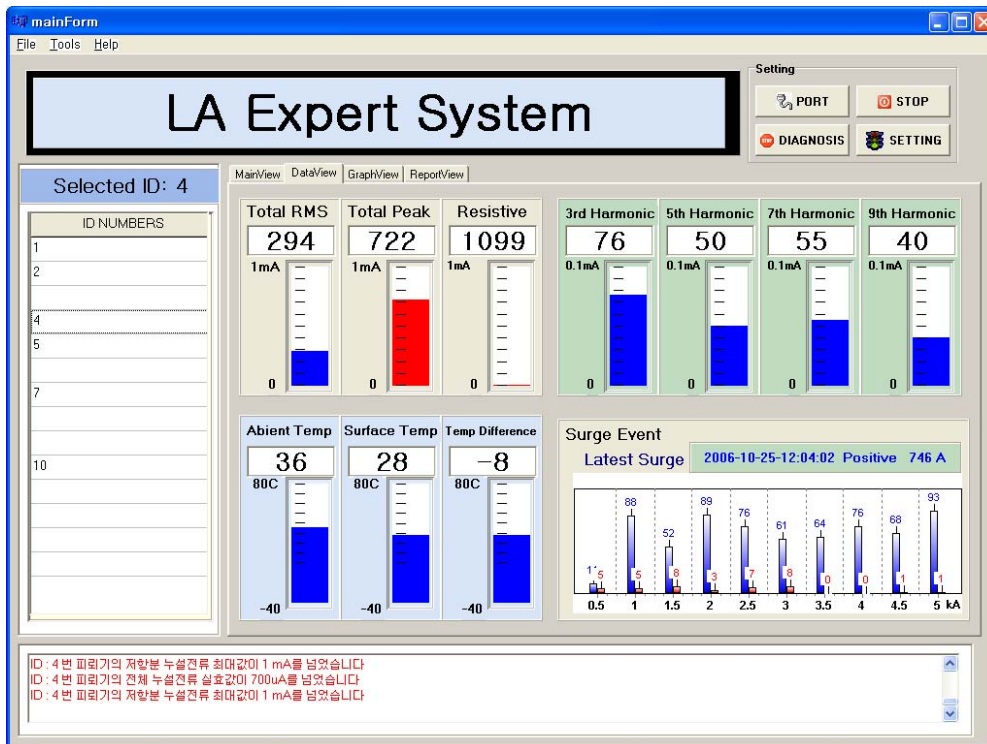 mainForm
File Tools Help
LA Expert System
Setting
PORT STOP
DIAGNOSIS SETTING
Selected ID: 4
ID NUMBERS
1
2
4
5
7
10
MainView DataView GraphView ReportView
Total RMS Total Peak Resistive
294 722 1099
1mA 1mA 1mA
0 0 0
3rd Harmonic 5th Harmonic 7th Harmonic 9th Harmonic
76 50 55 40
0.1mA 0.1mA 0.1mA 0.1mA
0 0 0 0
Abient Temp Surface Temp Temp Difference
36 28 -8
80C 80C 80C
-40 -40 -40
Surge Event
Latest Surge 2006-10-25-12:04:02 Positive 746 A
88 52 89 76 61 64 76 68 93
5 5 8 3 7 8 0 0 1 1
0.5 1 1.5 2 2.5 3 3.5 4 4.5 5 kA
ID : 4 번 피뢰기의 저항분 누설전류 최대값이 1 mA를 넘었습니다
ID : 4 번 피뢰기의 전체 누설전류 실효값이 700uA를 넘었습니다
ID : 4 번 피뢰기의 저항분 누설전류 최대값이 1 mA를 넘었습니다